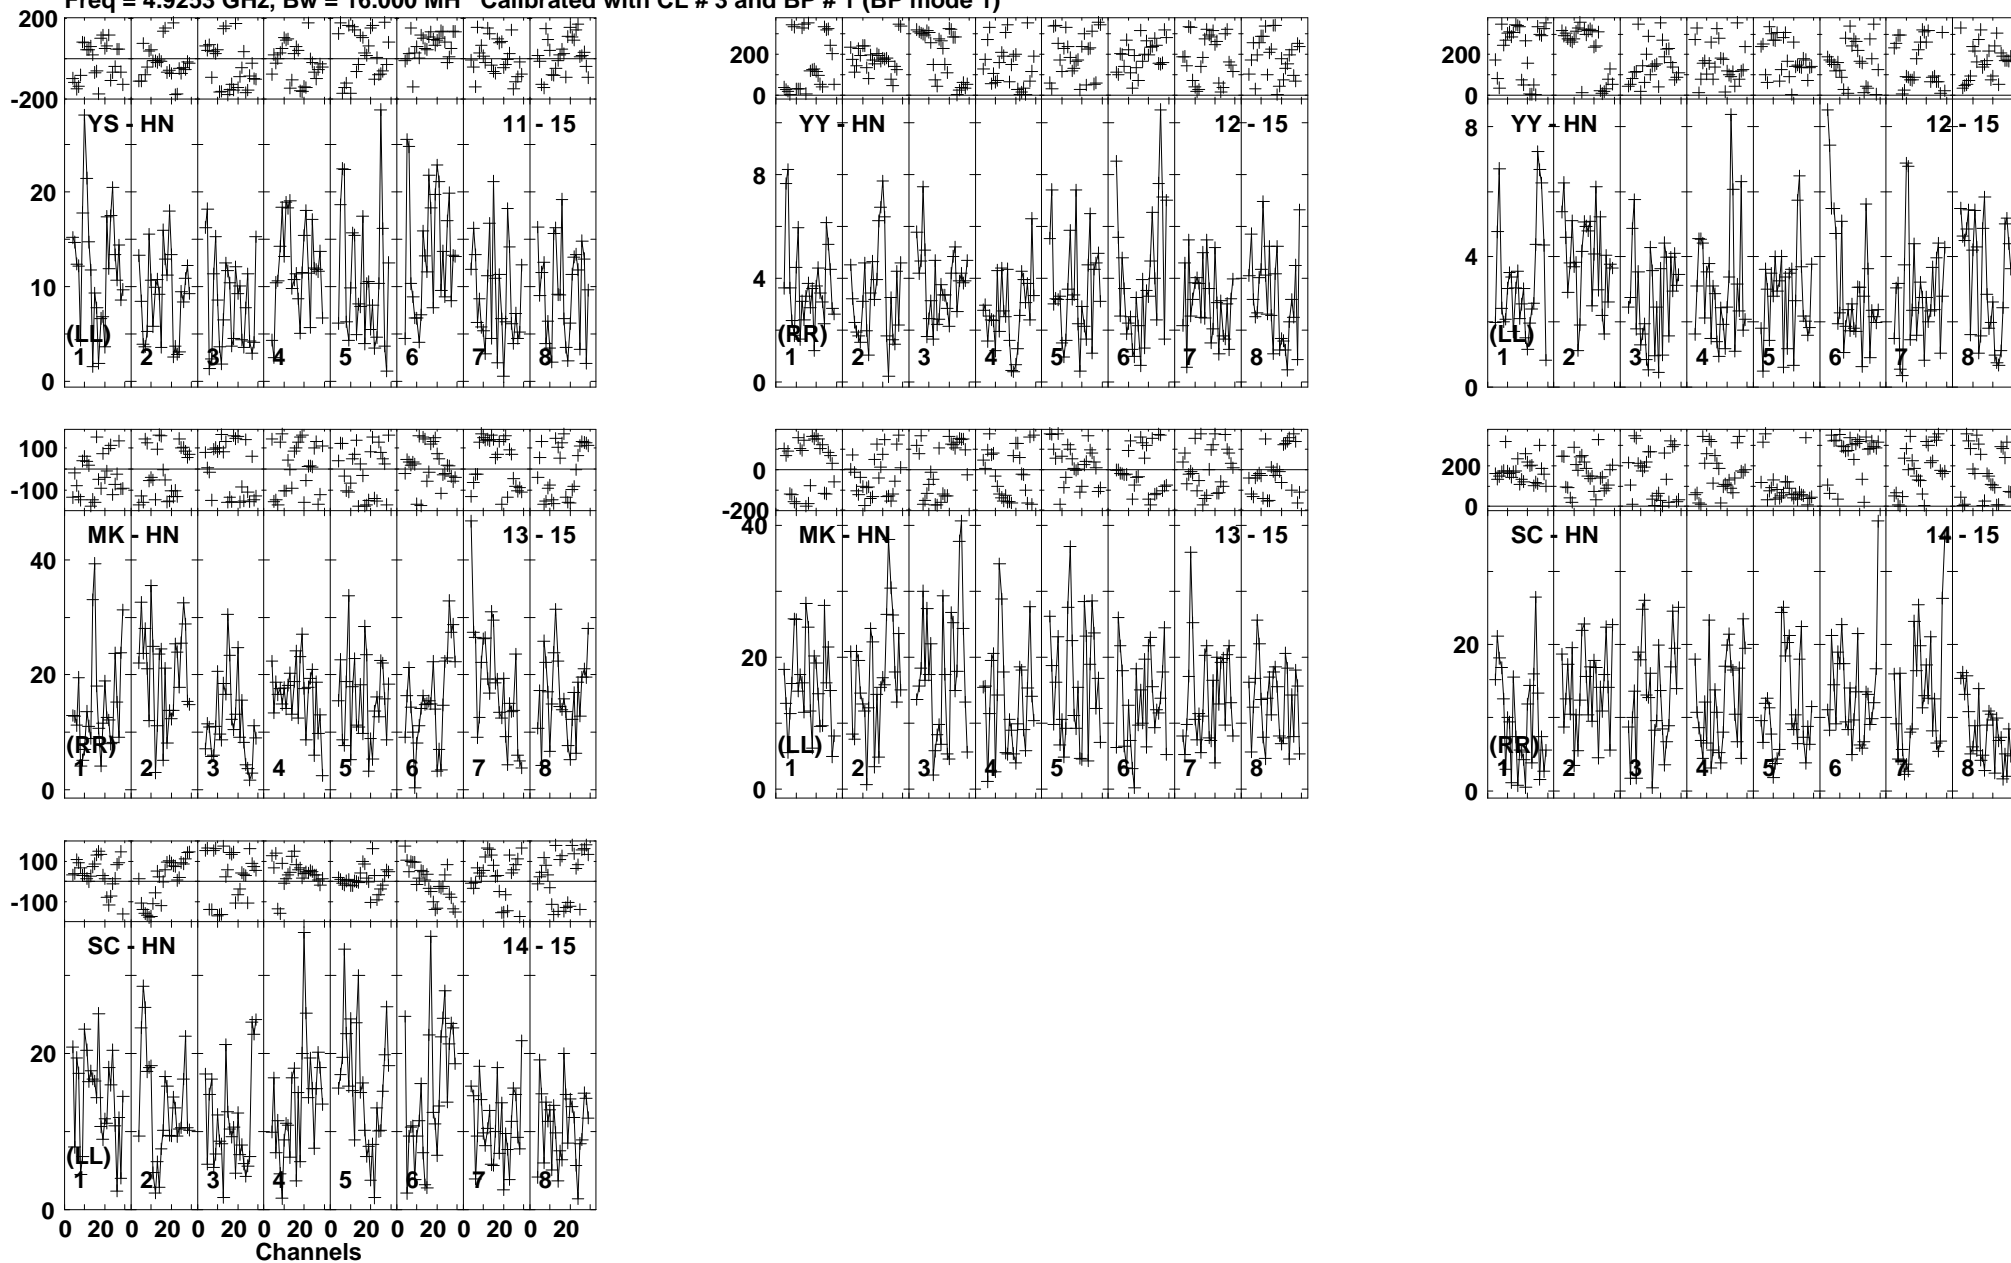 Freq = 4.9253 GHz, Bw = 16.000 MH Calibrated with CL # 3 and BP # 1 (BP mode 1)
200
-200
YS - HN 11 - 15
20
10
0
(LL)
1 2 3 4 5 6 7 8
200
0
YY - HN 12 - 15
8
4
0
(RR)
1 2 3 4 5 6 7 8
200
0
YY - HN 12 - 15
8
4
0
(LL)
1 2 3 4 5 6 7 8
100
-100
MK - HN 13 - 15
40
20
0
(RR)
1 2 3 4 5 6 7 8
0
-200
MK - HN 13 - 15
40
20
0
(LL)
1 2 3 4 5 6 7 8
200
0
SC - HN 14 - 15
20
0
(RR)
1 2 3 4 5 6 7 8
100
-100
SC - HN 14 - 15
20
0
(LL)
1 2 3 4 5 6 7 8
0 20 0 20 0 20 0 20 0 20 0 20 0 20 0 20
Channels